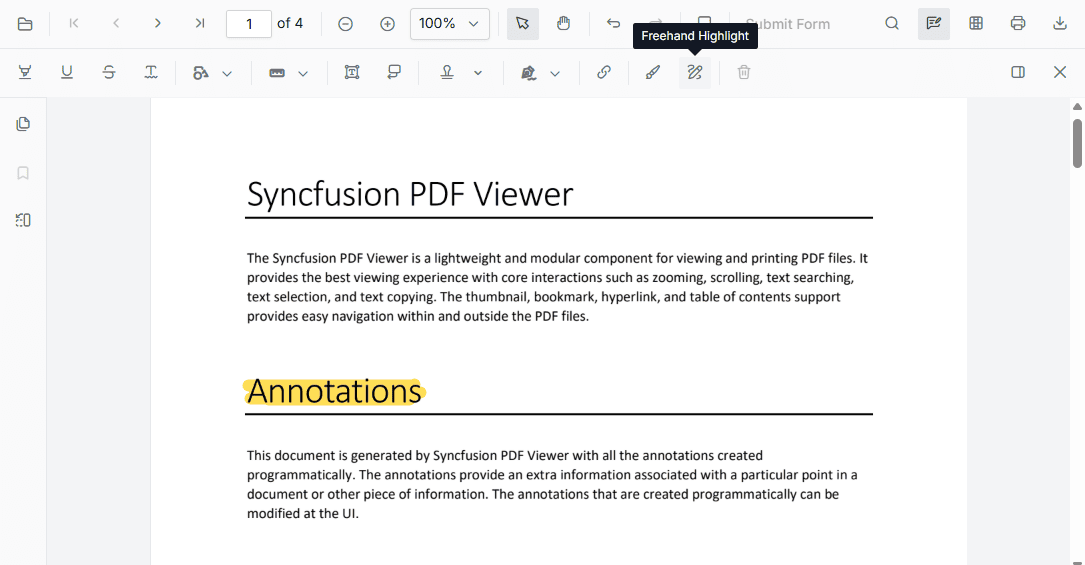 1 of 4
100%
Submit Form
Freehand Highlight
Syncfusion PDF Viewer
The Syncfusion PDF Viewer is a lightweight and modular component for viewing and printing PDF files. It
provides the best viewing experience with core interactions such as zooming, scrolling, text searching,
text selection, and text copying. The thumbnail, bookmark, hyperlink, and table of contents support
provides easy navigation within and outside the PDF files.
Annotations
This document is generated by Syncfusion PDF Viewer with all the annotations created
programmatically. The annotations provide an extra information associated with a particular point in a
document or other piece of information. The annotations that are created programmatically can be
modified at the UI.